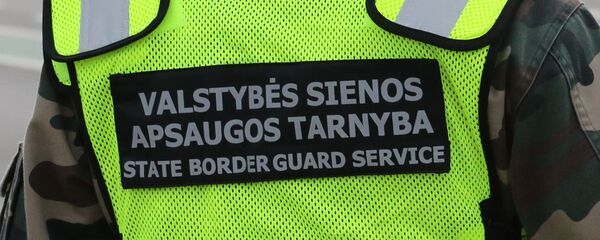 VALSTYBĖS SIENOS
APSAUGOS TARNYBA
STATE BORDER GUARD SERVICE